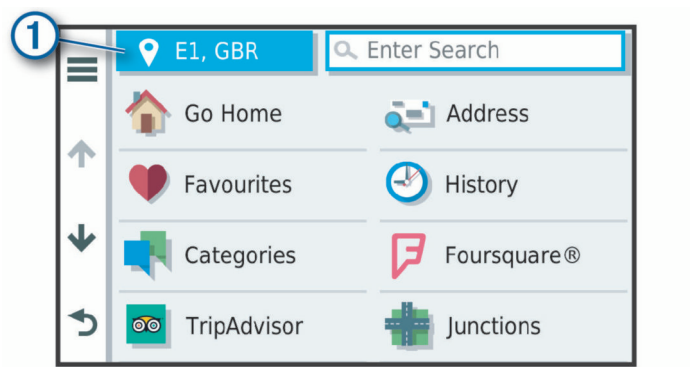 1
E1, GBR
Enter Search
Go Home
Address
Favourites
History
Categories
Foursquare®
TripAdvisor
Junctions